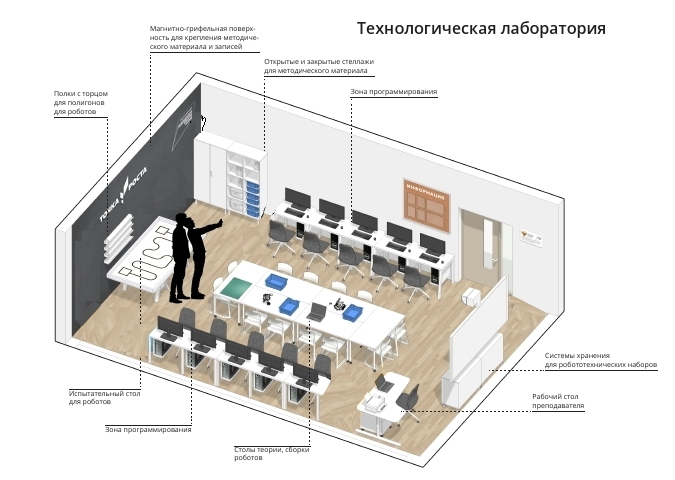 Технологическая лаборатория
Магнитно-грифельная поверх-
ность для крепления методиче-
ского материала и записей
Открытые и закрытые стеллажи
для методического материала
Полки с торцом
для полигонов
для роботов
Зона программирования
ТОЧКА РОСТА
ИНФОРМАЦИЯ
Системы хранения
для робототехнических наборов
Испытательный стол
для роботов
Рабочий стол
преподавателя
Зона программирования
Столы теории, сборки
роботов